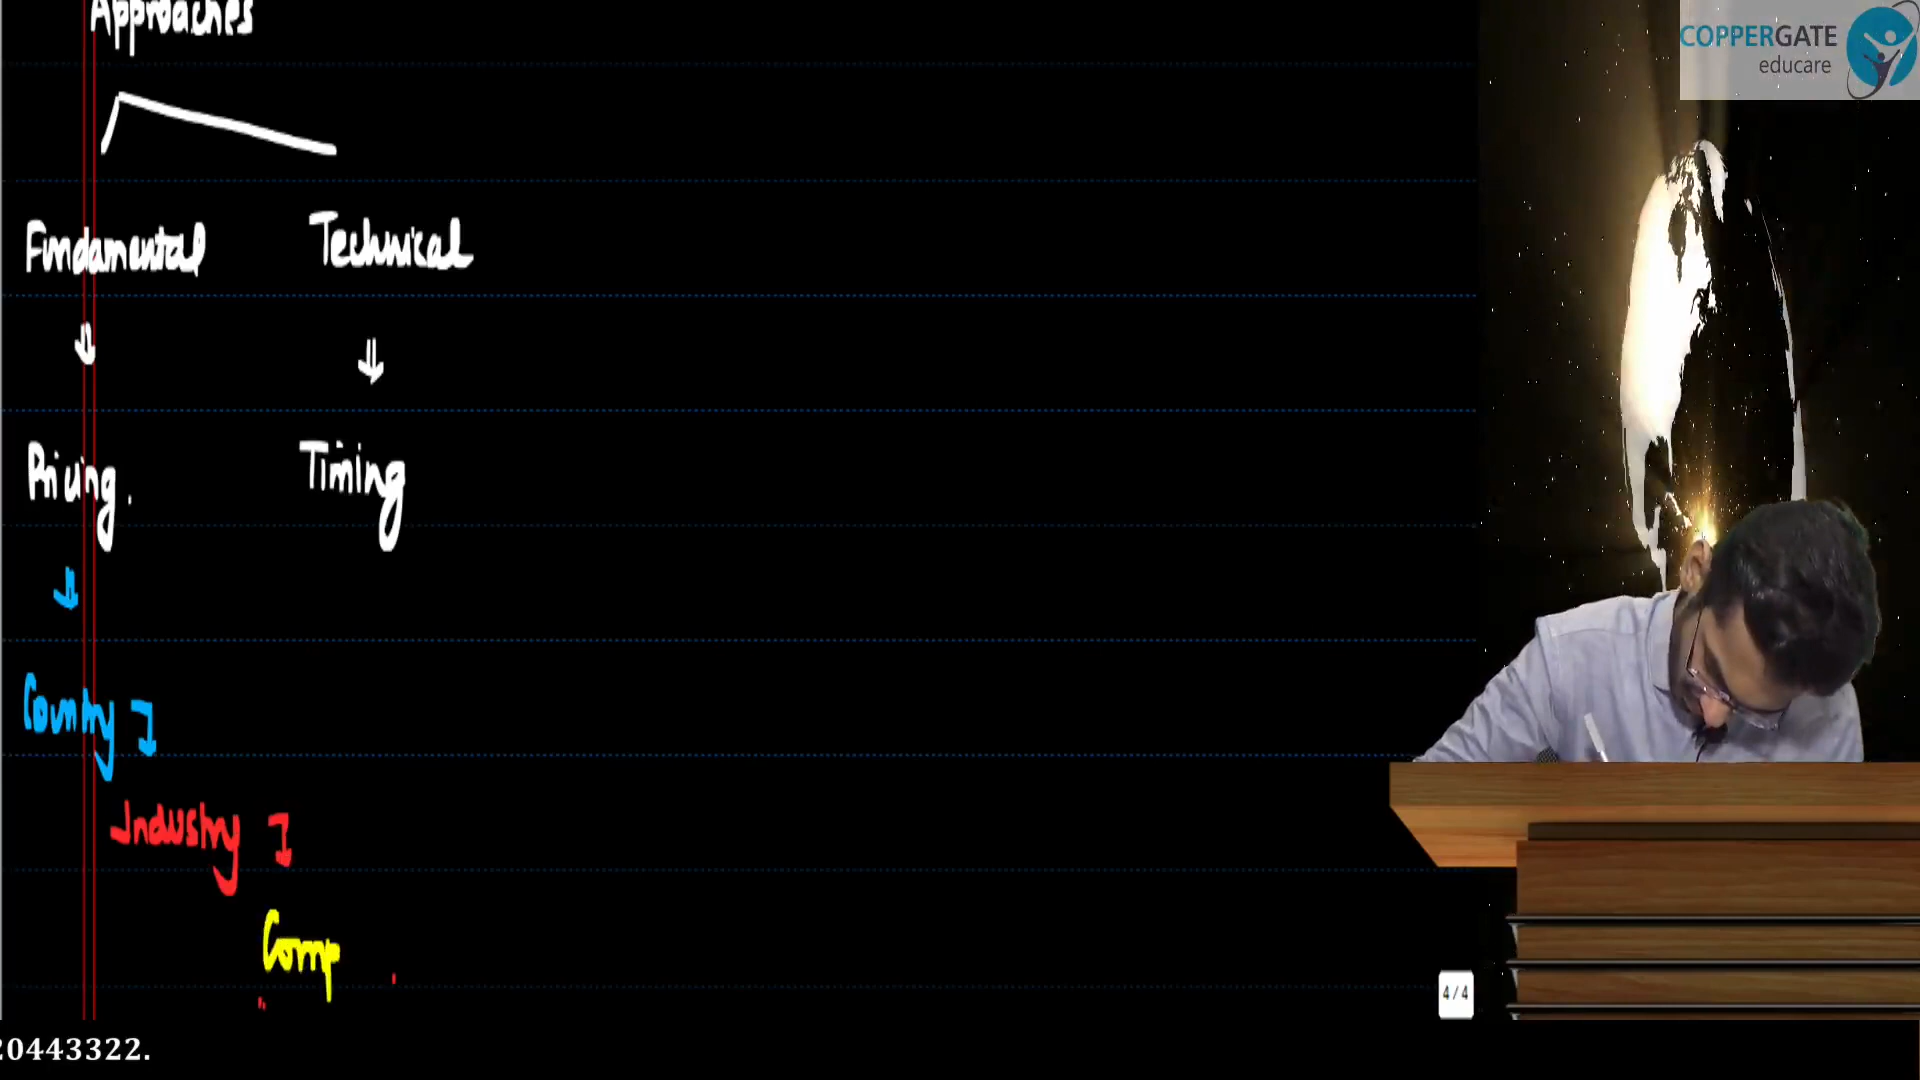 Approaches
COPPERGATE
educare
Fundamental Technical
Pricing. Timing
Country
Industry
Comp
4/4
20443322.